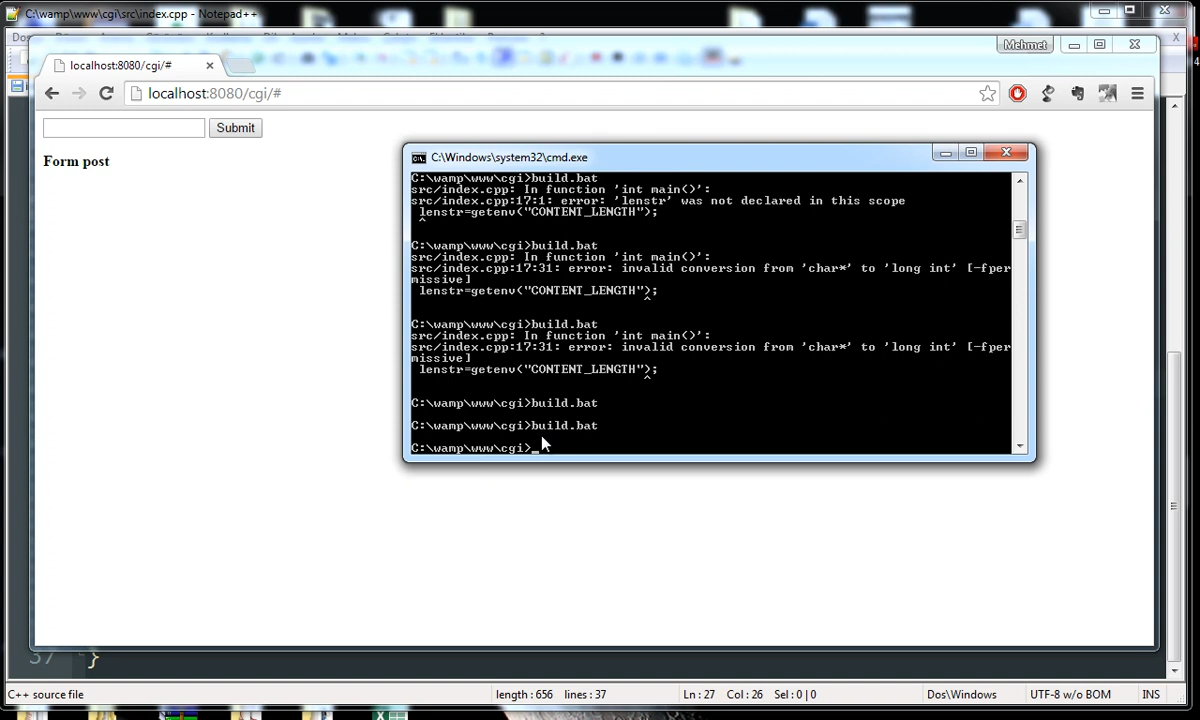 C:\wamp\www\cgi\src\index.cpp - Notepad++
Mehmet
localhost:8080/cgi/#
localhost:8080/cgi/#
Submit
Form post
C:\Windows\system32\cmd.exe
C:\wamp\www\cgi>build.bat
src/index.cpp: In function 'int main()':
src/index.cpp:17:1: error: 'lenstr' was not declared in this scope
lenstr=getenv("CONTENT_LENGTH");
^
C:\wamp\www\cgi>build.bat
src/index.cpp: In function 'int main()':
src/index.cpp:17:31: error: invalid conversion from 'char*' to 'long int' [-fper
missive]
lenstr=getenv("CONTENT_LENGTH");
^
C:\wamp\www\cgi>build.bat
src/index.cpp: In function 'int main()':
src/index.cpp:17:31: error: invalid conversion from 'char*' to 'long int' [-fper
missive]
lenstr=getenv("CONTENT_LENGTH");
^
C:\wamp\www\cgi>build.bat
C:\wamp\www\cgi>build.bat
C:\wamp\www\cgi>_
37 }
C++ source file length : 656 lines : 37 Ln : 27 Col : 26 Sel : 0 | 0 Dos\Windows UTF-8 w/o BOM INS